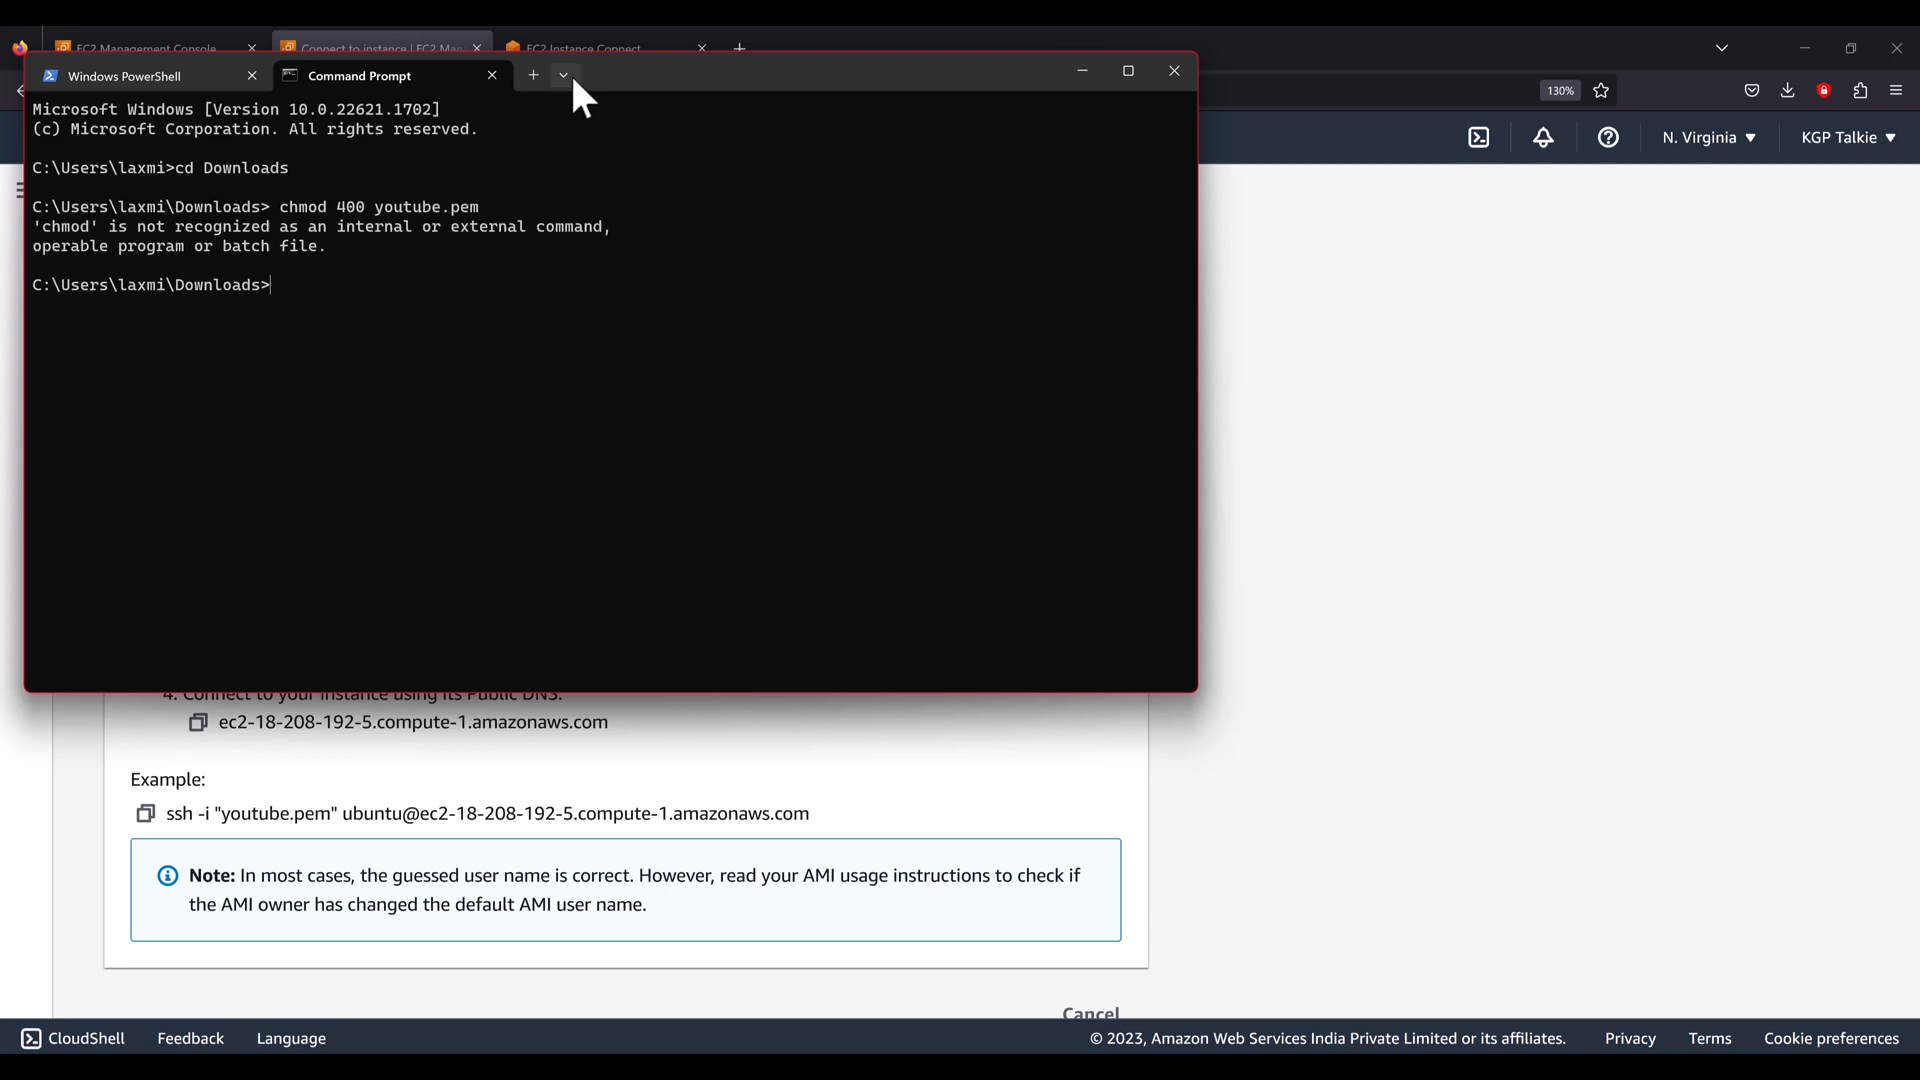 EC2 Management Console
Connect to instance | EC2 Mana
EC2 Instance Connect
Windows PowerShell
Command Prompt
130%
Microsoft Windows [Version 10.0.22621.1702]
(c) Microsoft Corporation. All rights reserved.
N. Virginia
KGP Talkie
C:\Users\laxmi>cd Downloads
C:\Users\laxmi\Downloads> chmod 400 youtube.pem
'chmod' is not recognized as an internal or external command,
operable program or batch file.
C:\Users\laxmi\Downloads>
4. Connect to your instance using its Public DNS:
ec2-18-208-192-5.compute-1.amazonaws.com
Example:
ssh -i "youtube.pem" ubuntu@ec2-18-208-192-5.compute-1.amazonaws.com
Note: In most cases, the guessed user name is correct. However, read your AMI usage instructions to check if
the AMI owner has changed the default AMI user name.
Cancel
CloudShell
Feedback
Language
© 2023, Amazon Web Services India Private Limited or its affiliates.
Privacy
Terms
Cookie preferences